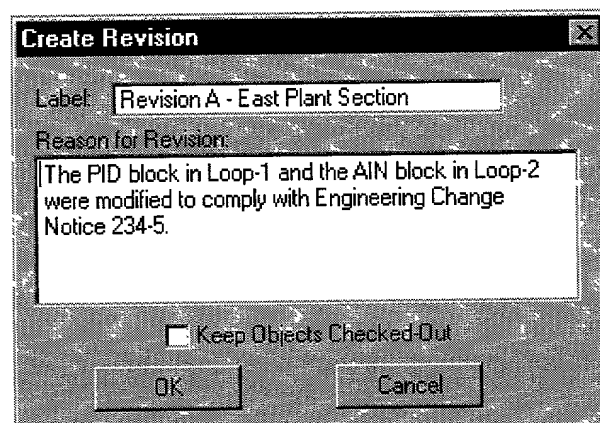 Create Revision
Label: Revision A - East Plant Section
Reason for Revision:
The PID block in Loop-1 and the AIN block in Loop-2
were modified to comply with Engineering Change
Notice 234-5.
Keep Objects Checked-Out
OK Cancel